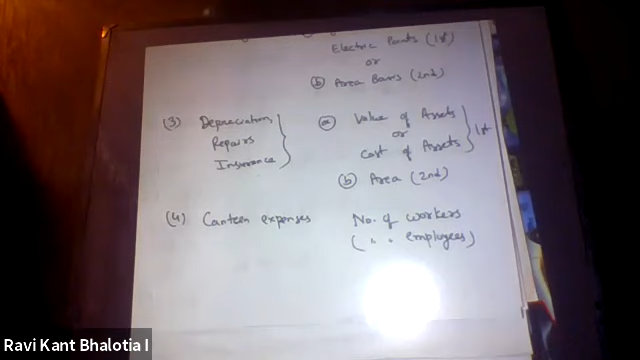 Electric Points (1st)
or
(b) Area Basis (2nd)
(3) Depreciation,
Repairs
Insurance
(a) Value of Assets
or
Cost of Assets
1st
(b) Area (2nd)
(4) Canteen expenses
No. of workers
( " " employees)
Ravi Kant Bhalotia I